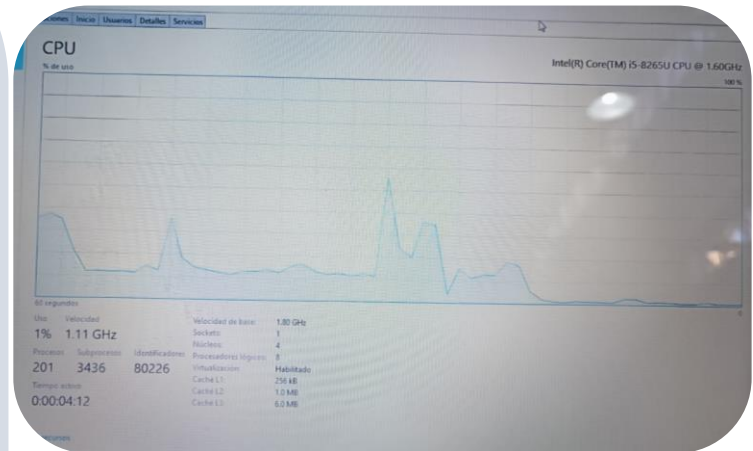 Inicio Usuarios Detalles Servicios
CPU
Intel(R) Core(TM) i5-8265U CPU @ 1.60GHz
% de uso
100 %
60 segundos
0
Uso Velocidad
1% 1.11 GHz
Procesos Subprocesos Identificadores
201 3436 80226
Tiempo activo
0:00:04:12
Velocidad de base: 1.80 GHz
Sockets: 1
Núcleos: 4
Procesadores lógicos: 8
Virtualización: Habilitado
Caché L1: 256 kB
Caché L2: 1.0 MB
Caché L3: 6.0 MB